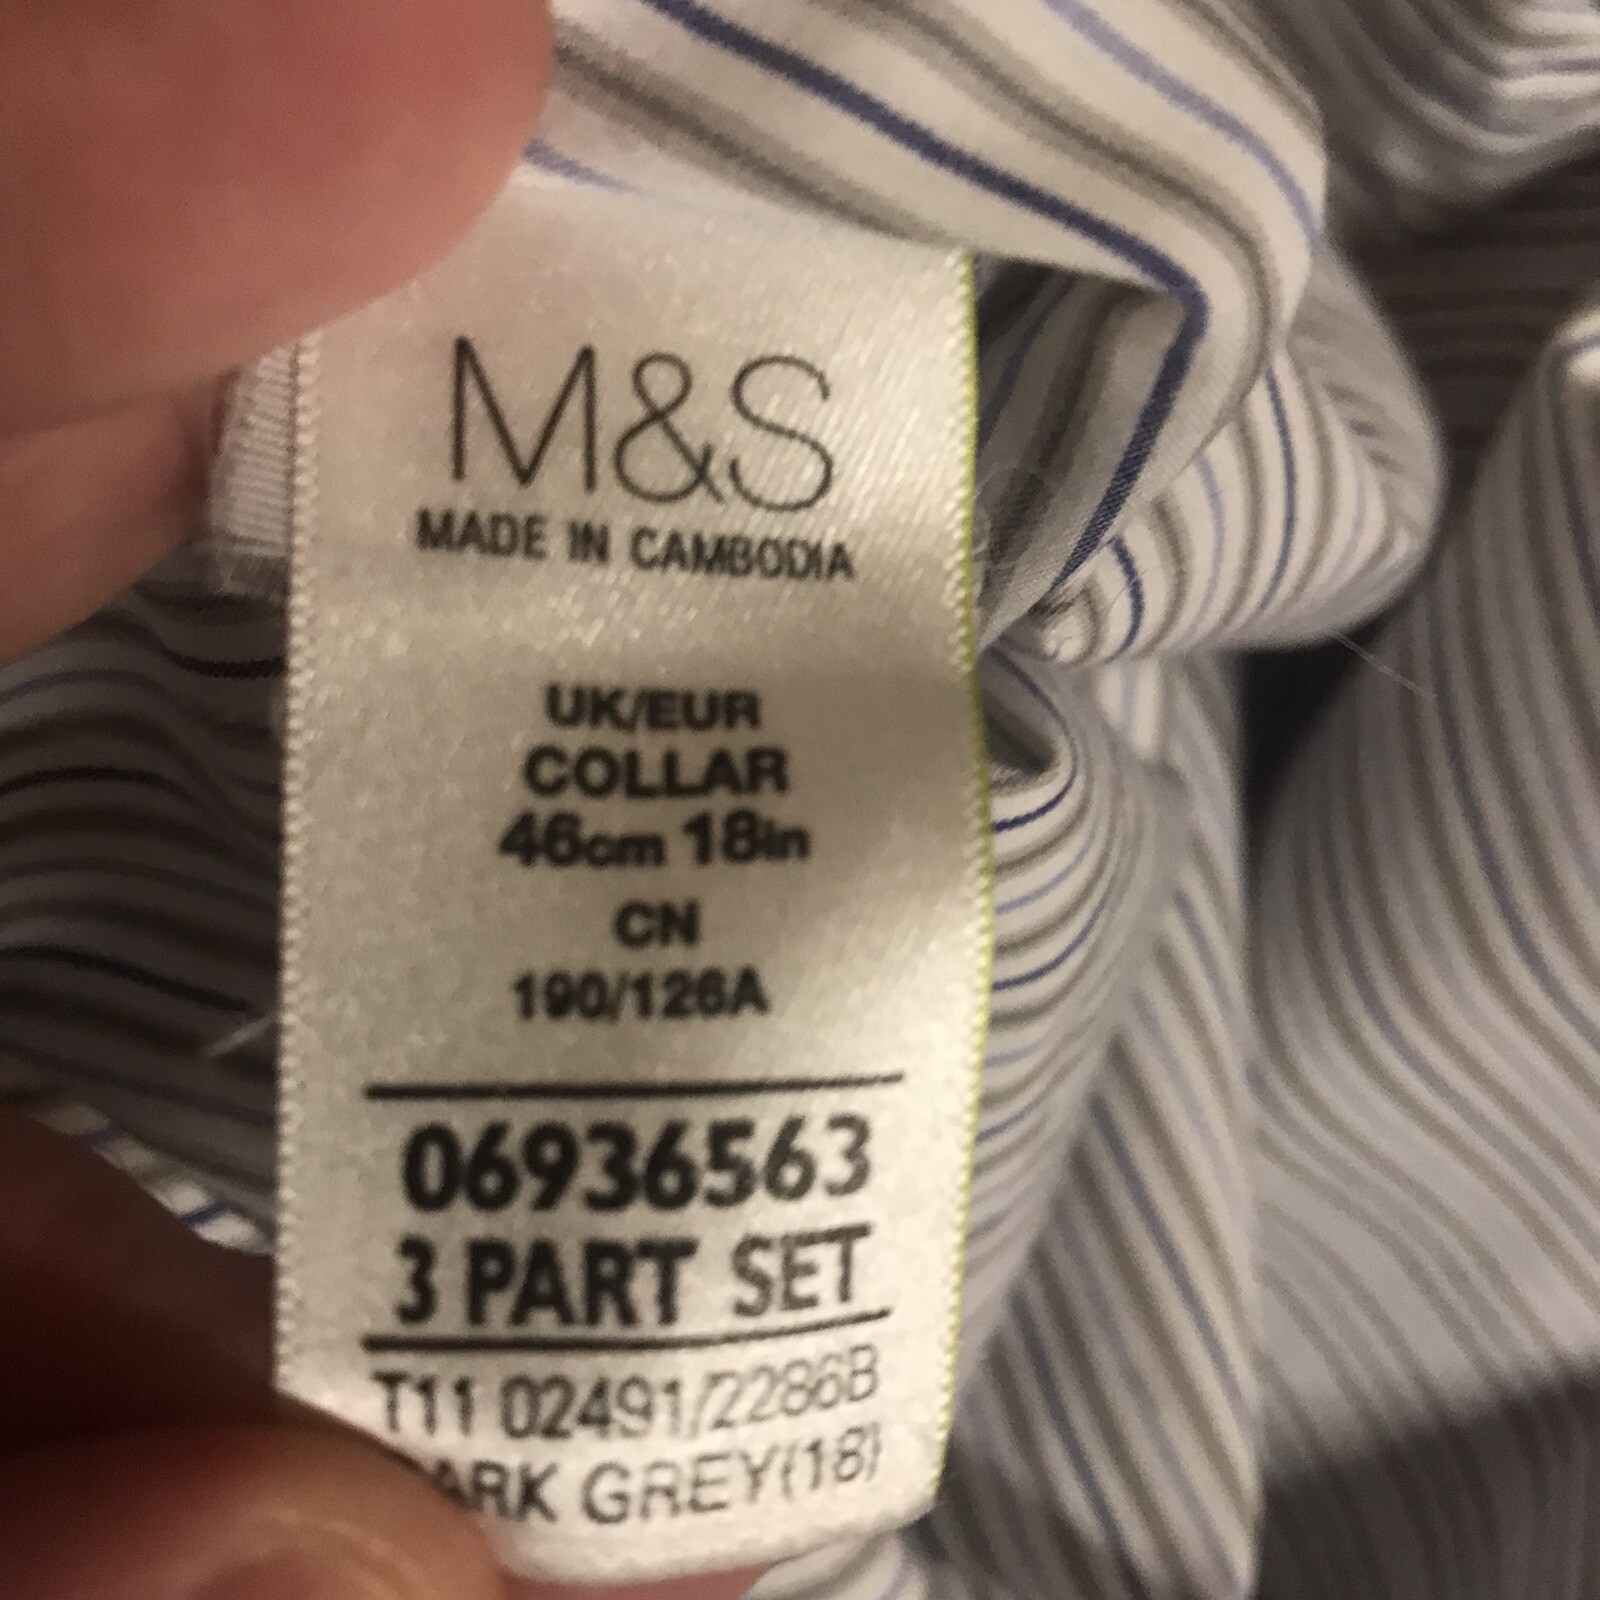 M&S
MADE IN CAMBODIA
UK/EUR
COLLAR
46cm 18in
CN
190/126A
06936563
3 PART SET
T11 02491/2286B
ARK GREY(18)